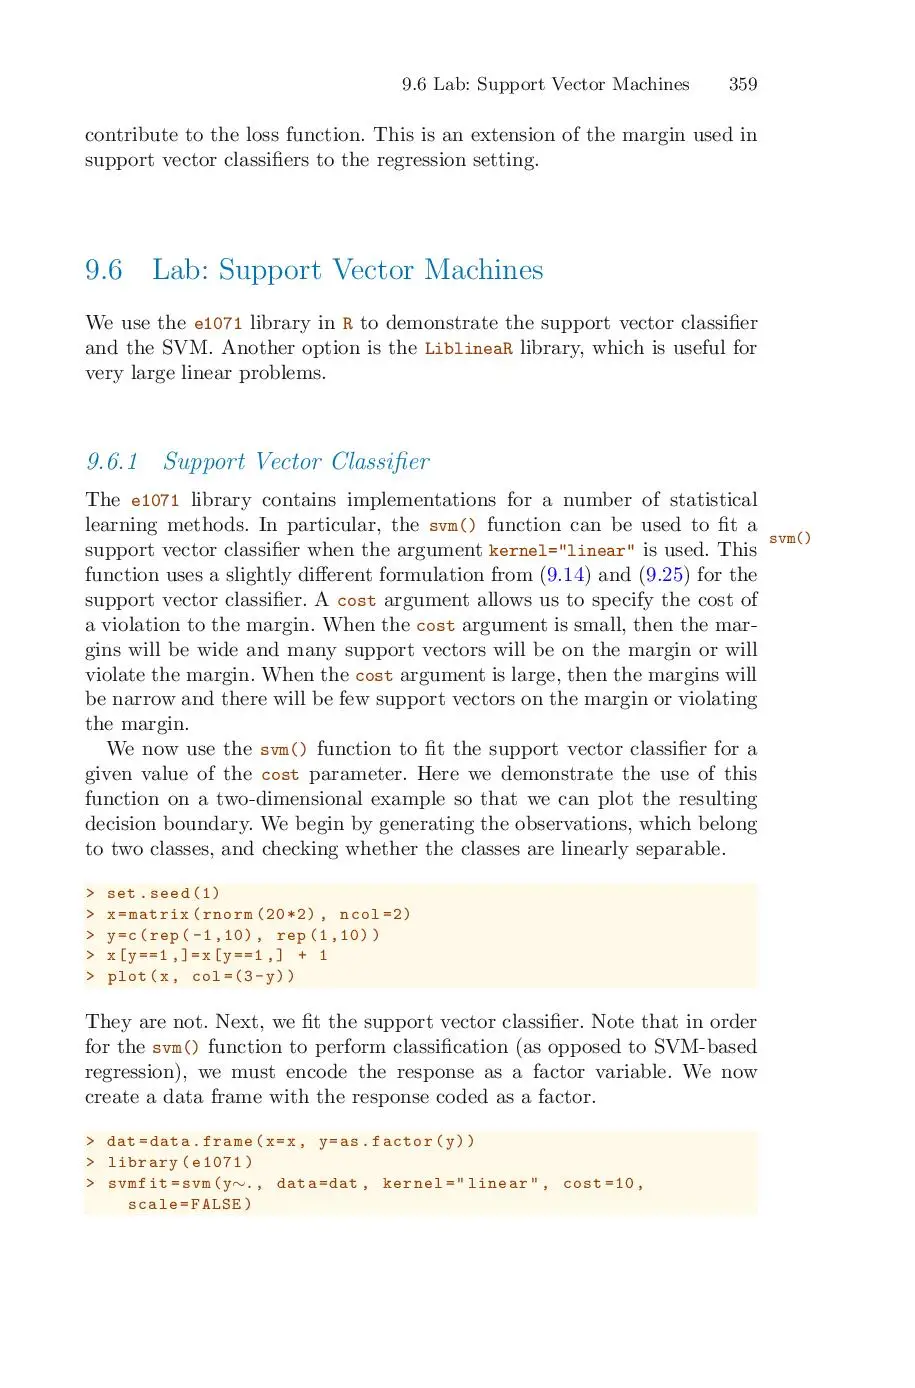 9.6 Lab: Support Vector Machines 359
contribute to the loss function. This is an extension of the margin used in
support vector classifiers to the regression setting.
9.6 Lab: Support Vector Machines
We use the e1071 library in R to demonstrate the support vector classifier
and the SVM. Another option is the LiblineaR library, which is useful for
very large linear problems.
9.6.1 Support Vector Classifier
The e1071 library contains implementations for a number of statistical
learning methods. In particular, the svm() function can be used to fit a
svm()
support vector classifier when the argument kernel="linear" is used. This
function uses a slightly different formulation from (9.14) and (9.25) for the
support vector classifier. A cost argument allows us to specify the cost of
a violation to the margin. When the cost argument is small, then the mar-
gins will be wide and many support vectors will be on the margin or will
violate the margin. When the cost argument is large, then the margins will
be narrow and there will be few support vectors on the margin or violating
the margin.
We now use the svm() function to fit the support vector classifier for a
given value of the cost parameter. Here we demonstrate the use of this
function on a two-dimensional example so that we can plot the resulting
decision boundary. We begin by generating the observations, which belong
to two classes, and checking whether the classes are linearly separable.
> set.seed(1)
> x=matrix(rnorm(20*2), ncol=2)
> y=c(rep(-1,10), rep(1,10))
> x[y==1,]=x[y==1,] + 1
> plot(x, col=(3-y))
They are not. Next, we fit the support vector classifier. Note that in order
for the svm() function to perform classification (as opposed to SVM-based
regression), we must encode the response as a factor variable. We now
create a data frame with the response coded as a factor.
> dat=data.frame(x=x, y=as.factor(y))
> library(e1071)
> svmfit=svm(y∼., data=dat, kernel="linear", cost=10,
scale=FALSE)